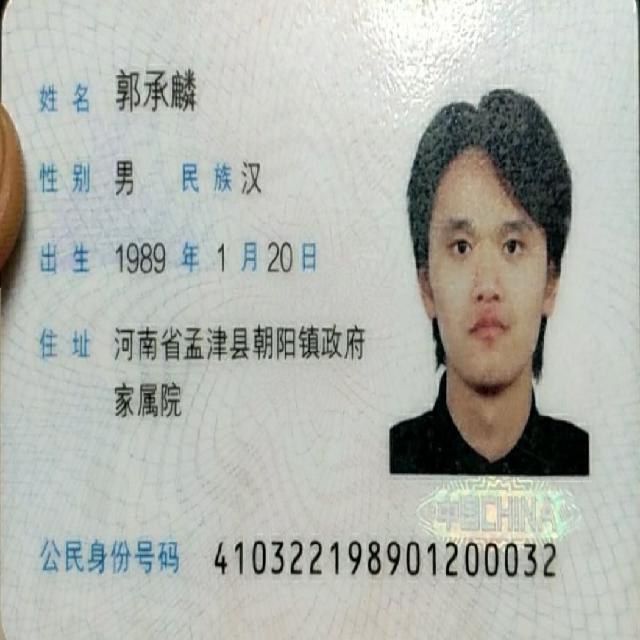 姓名 郭承麟
性别 男 民族 汉
出生 1989 年 1 月 20 日
住址 河南省孟津县朝阳镇政府
家属院
中国CHINA
公民身份号码 410322198901200032